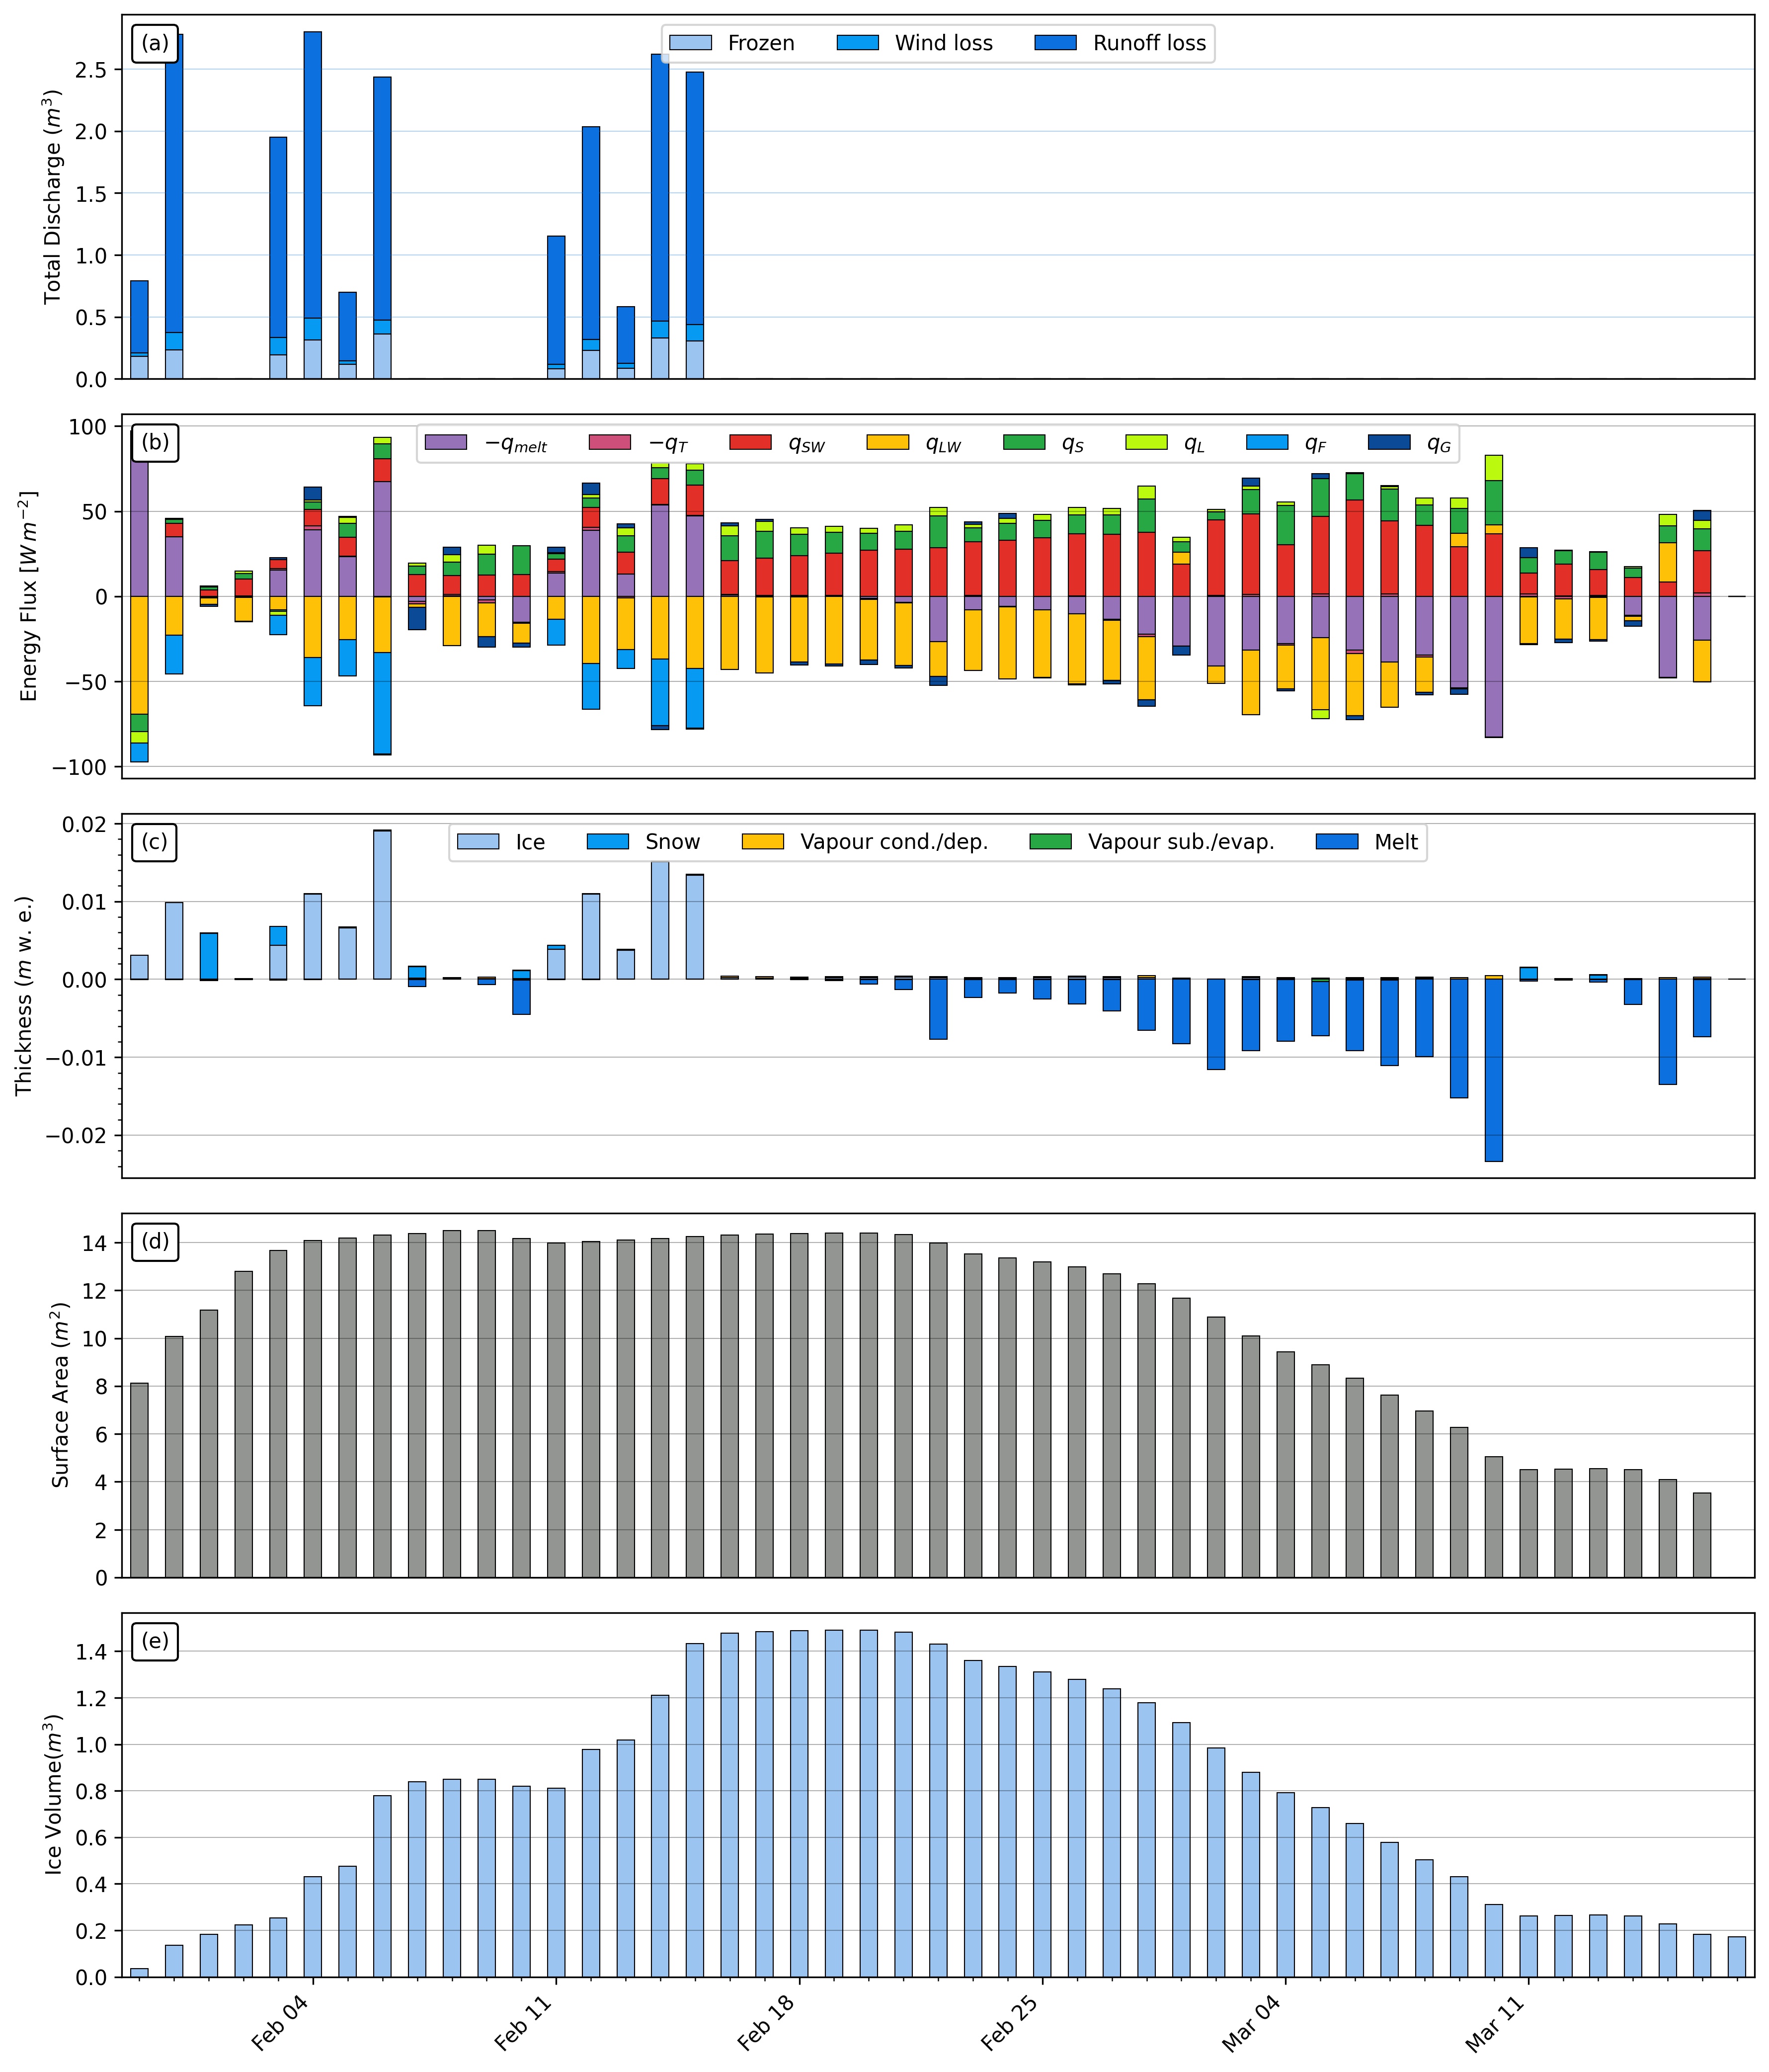 (a) Frozen Wind loss Runoff loss
Total Discharge (m³)
2.5
2.0
1.5
1.0
0.5
0.0
(b) −q_melt −q_T q_SW q_LW q_S q_L q_F q_G
Energy Flux [W m⁻²]
100
50
0
−50
−100
(c) Ice Snow Vapour cond./dep. Vapour sub./evap. Melt
Thickness (m w. e.)
0.02
0.01
0.00
−0.01
−0.02
(d)
Surface Area (m²)
14
12
10
8
6
4
2
0
(e)
Ice Volume(m³)
1.4
1.2
1.0
0.8
0.6
0.4
0.2
0.0
Feb 04 Feb 11 Feb 18 Feb 25 Mar 04 Mar 11